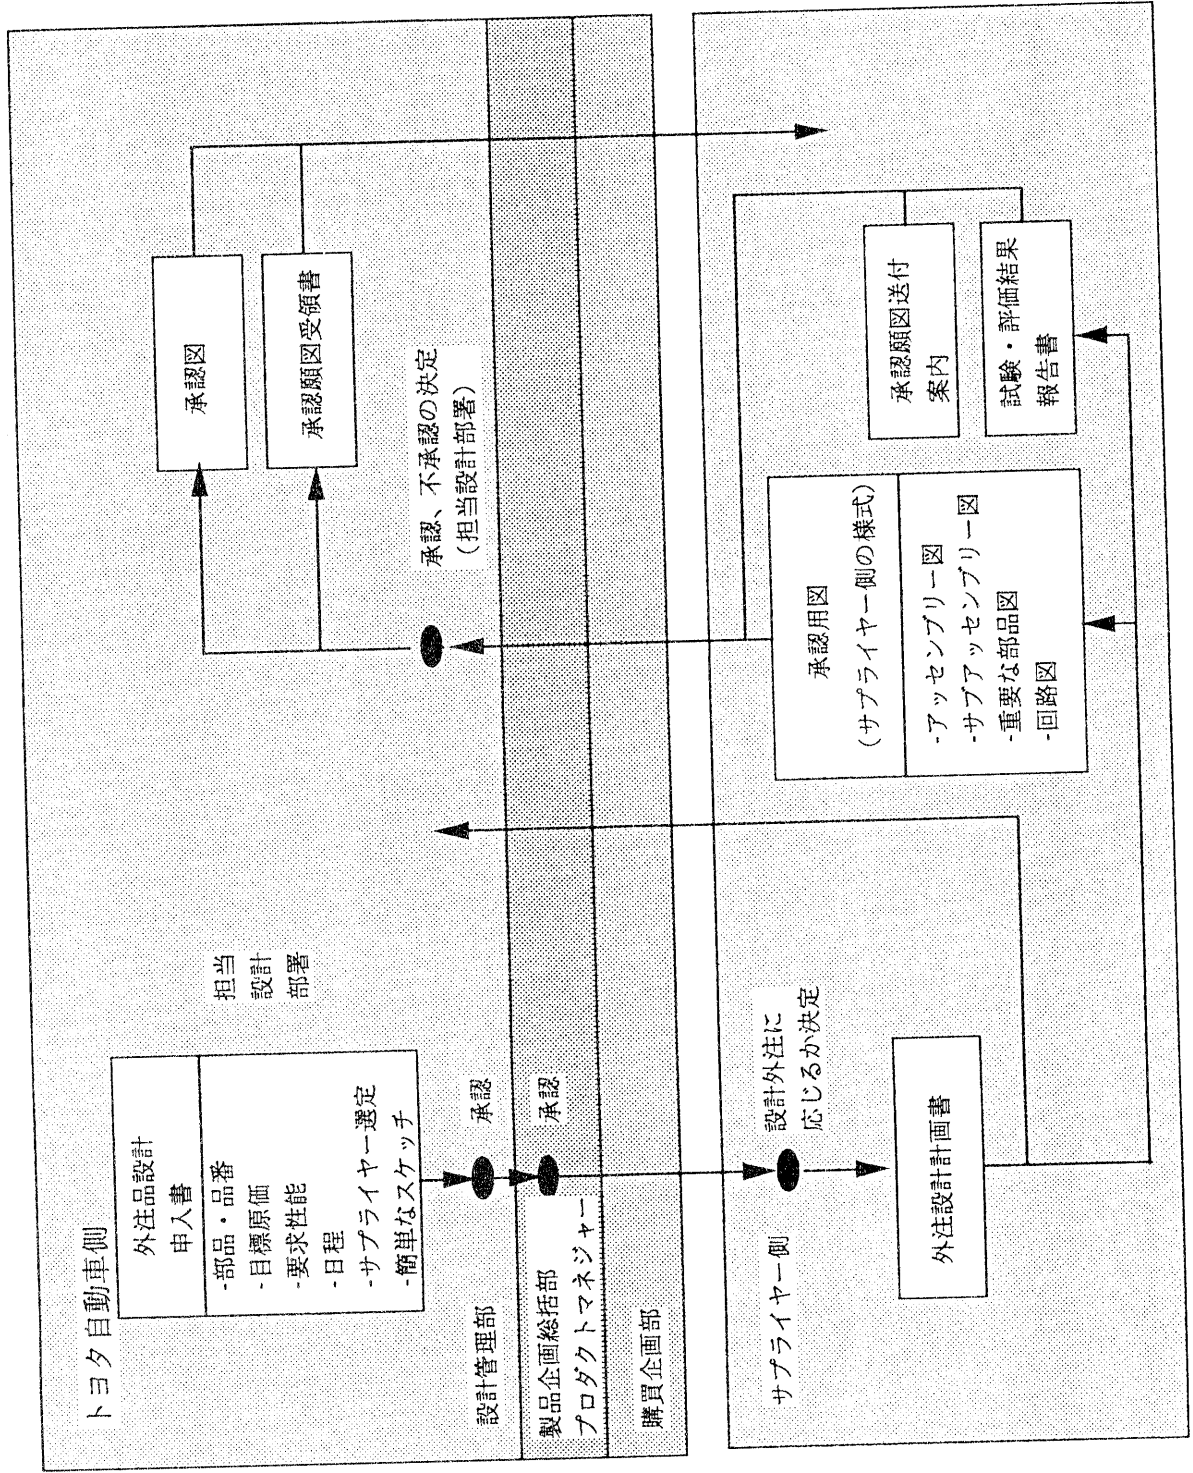 トヨタ自動車側
外注品設計
申入書
-部品・品番
-目標原価
-要求性能
-日程
-サプライヤー選定
-簡単なスケッチ
担当
設計
部署
設計管理部
承認
製品企画総括部
プロダクトマネジャー
承認
購買企画部
承認図
承認願図受領書
承認、不承認の決定
(担当設計部署)
サプライヤー側
設計外注に
応じるか決定
外注設計計画書
承認用図
(サプライヤー側の様式)
-アッセンブリー図
-サブアッセンブリー図
-重要な部品図
-回路図
承認願図送付
案内
試験・評価結果
報告書